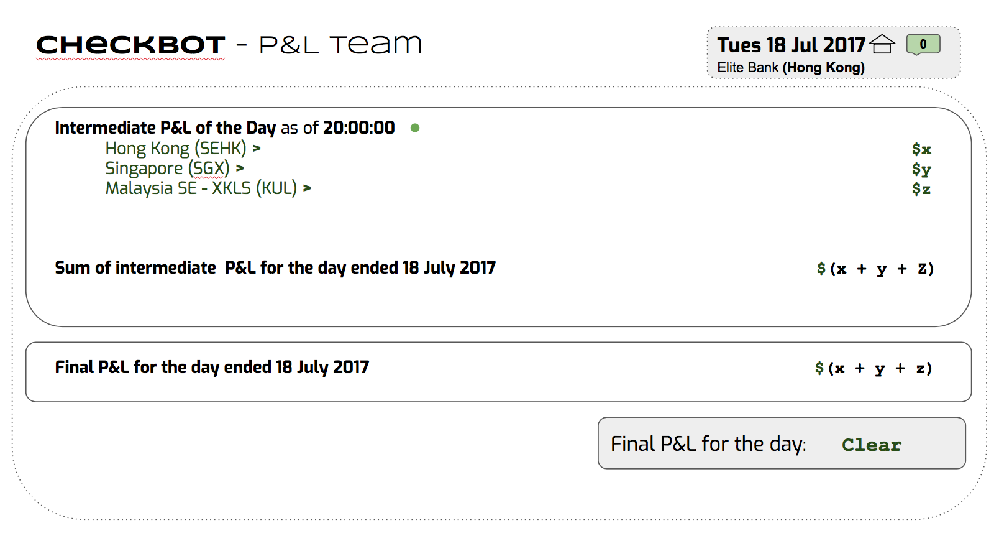 CHeCKBOT - P&L Team
Tues 18 Jul 2017
0
Elite Bank (Hong Kong)
Intermediate P&L of the Day as of 20:00:00
Hong Kong (SEHK) > $x
Singapore (SGX) > $y
Malaysia SE - XKLS (KUL) > $z
Sum of intermediate P&L for the day ended 18 July 2017 $(x + y + Z)
Final P&L for the day ended 18 July 2017 $(x + y + z)
Final P&L for the day: Clear